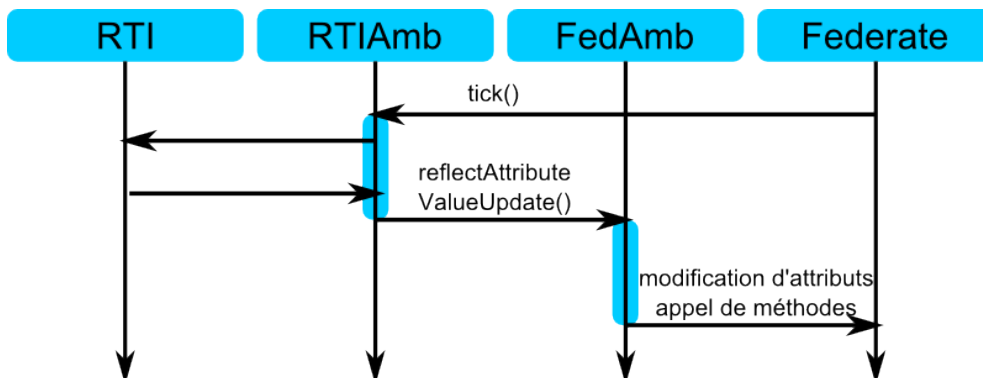 RTI
RTIAmb
FedAmb
Federate
tick()
reflectAttribute
ValueUpdate()
modification d'attributs
appel de méthodes